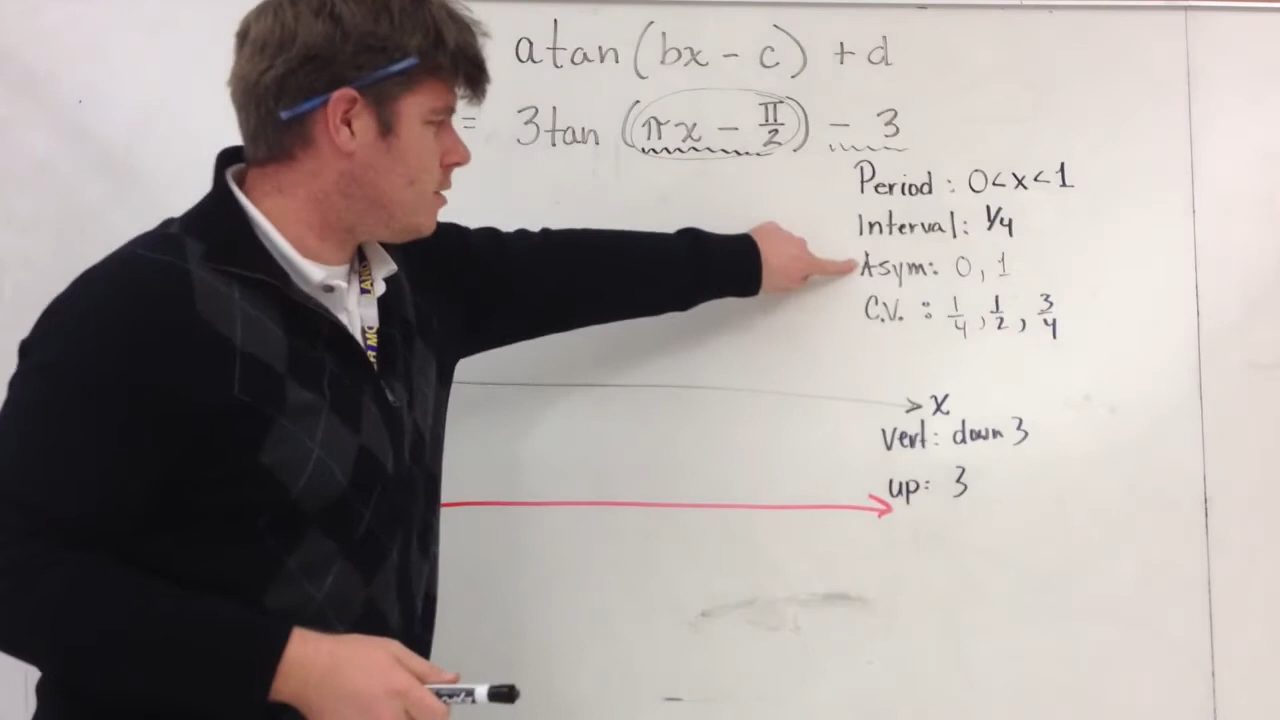 atan(bx - c) + d
= 3tan (πx - π/2) - 3
Period : 0<x<1
Interval: 1/4
Asym: 0, 1
C.V. : 1/4, 1/2, 3/4
x
Vert: down 3
up: 3